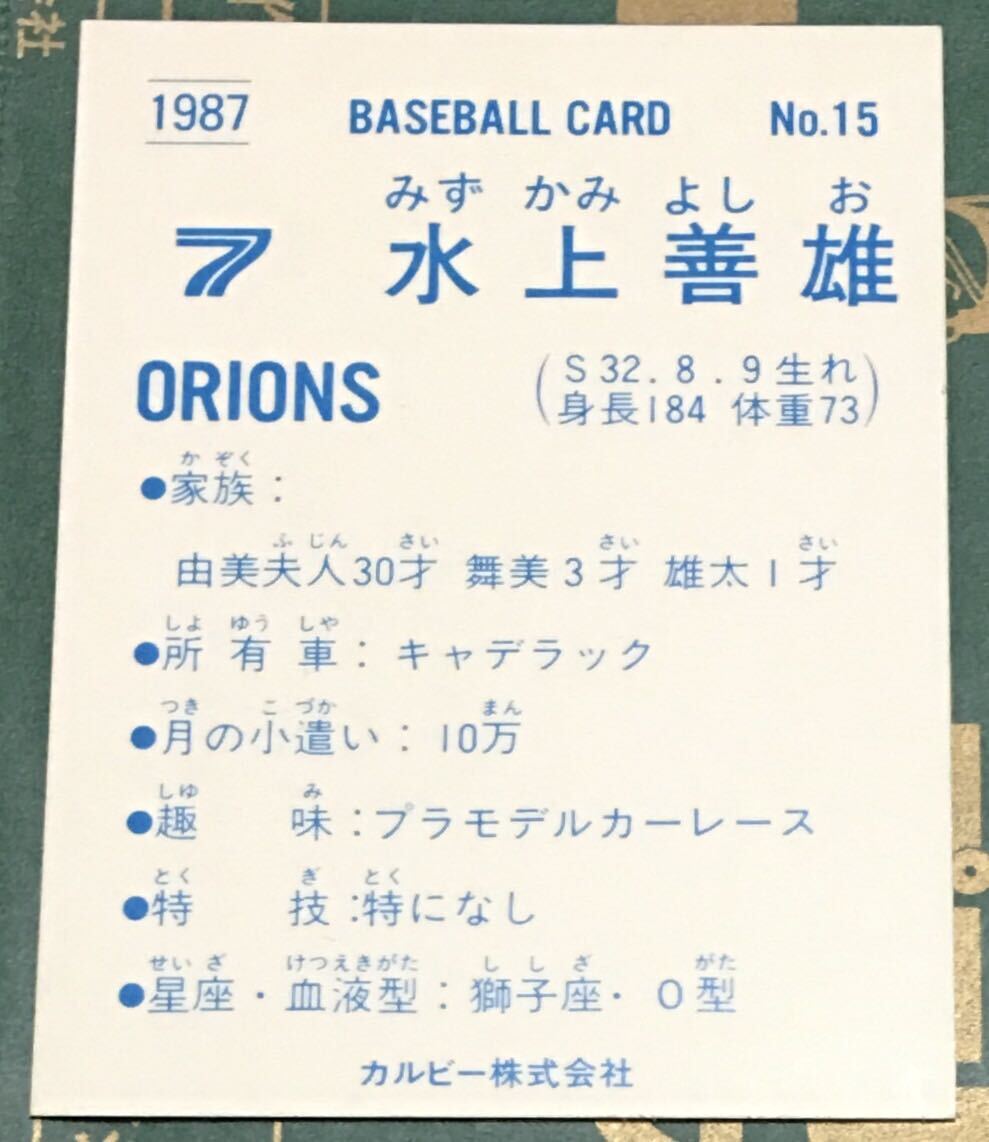 社
1987 BASEBALL CARD No.15
みず かみ よし お
7 水上善雄
ORIONS
(S32.8.9生れ
身長184 体重73)
か ぞく
●家族：
ふ じん さい さい さい
由美夫人30才 舞美3才 雄太1才
しよ ゆう しや
●所有車：キャデラック
つき こ づか まん
●月の小遣い：10万
しゆ み
●趣味：プラモデルカーレース
とく ぎ とく
●特技：特になし
せい ざ けつえきがた し し ざ がた
●星座・血液型：獅子座・O型
カルビー株式会社